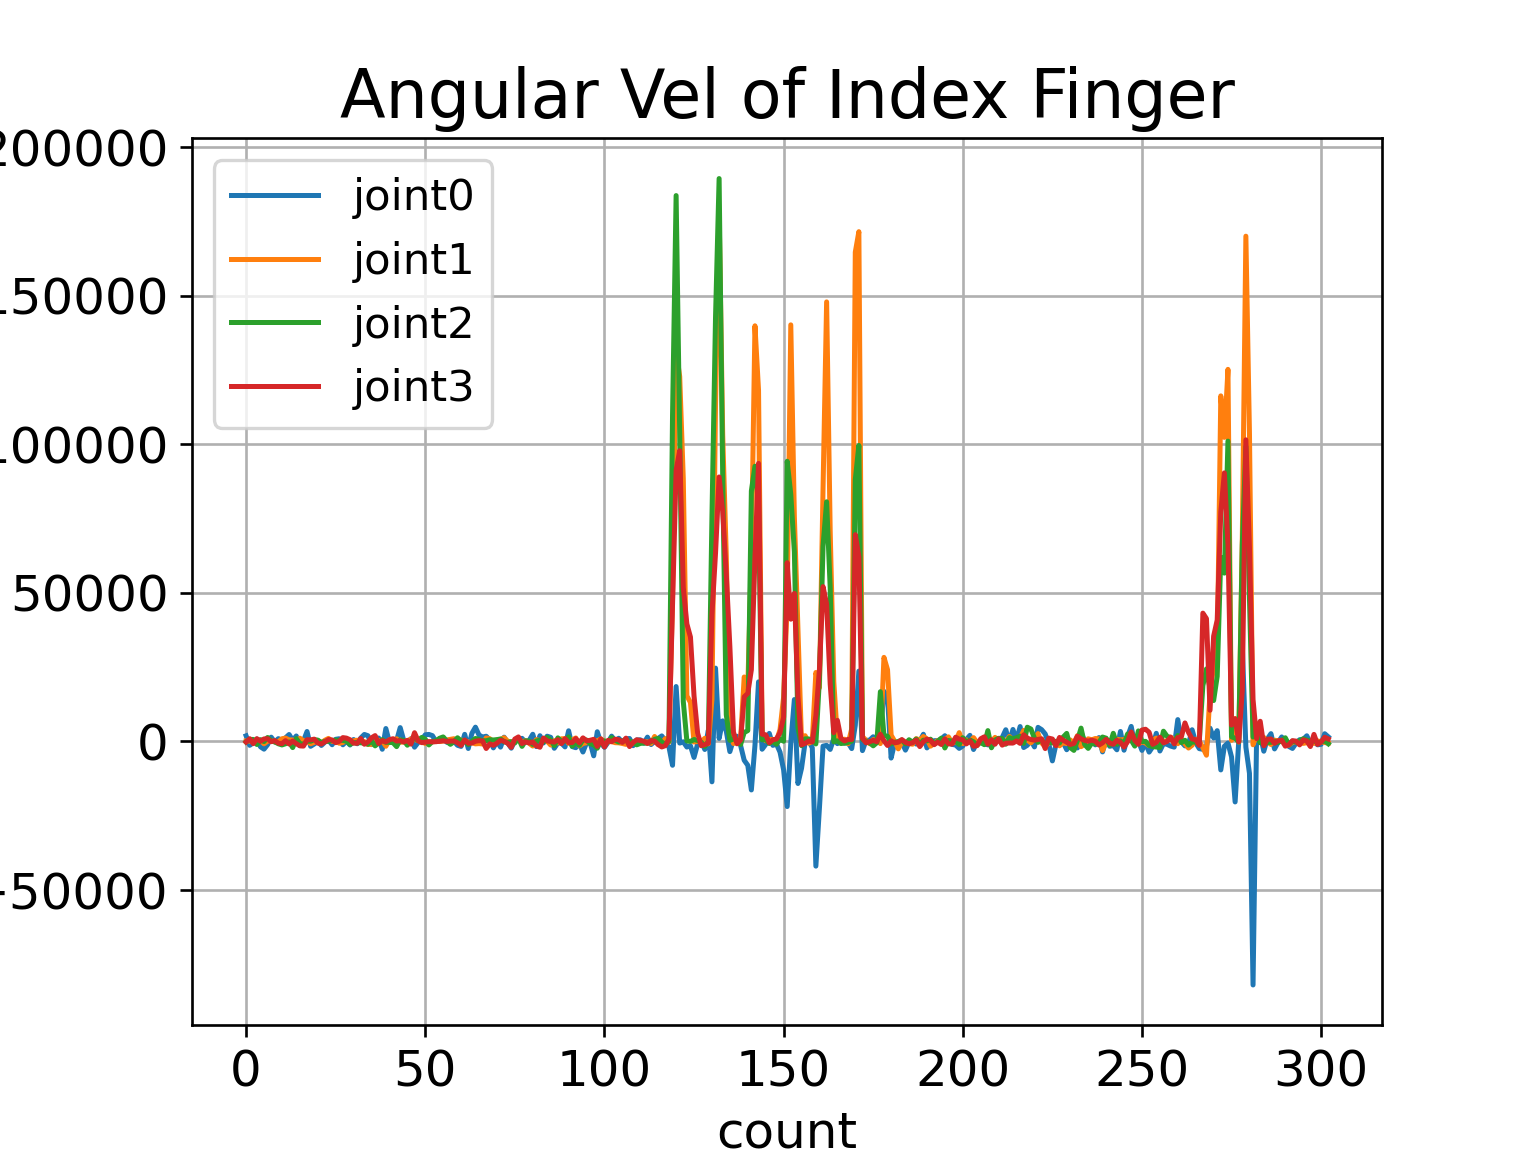 Angular Vel of Index Finger
joint0
joint1
joint2
joint3
200000
150000
100000
50000
0
-50000
0 50 100 150 200 250 300
count